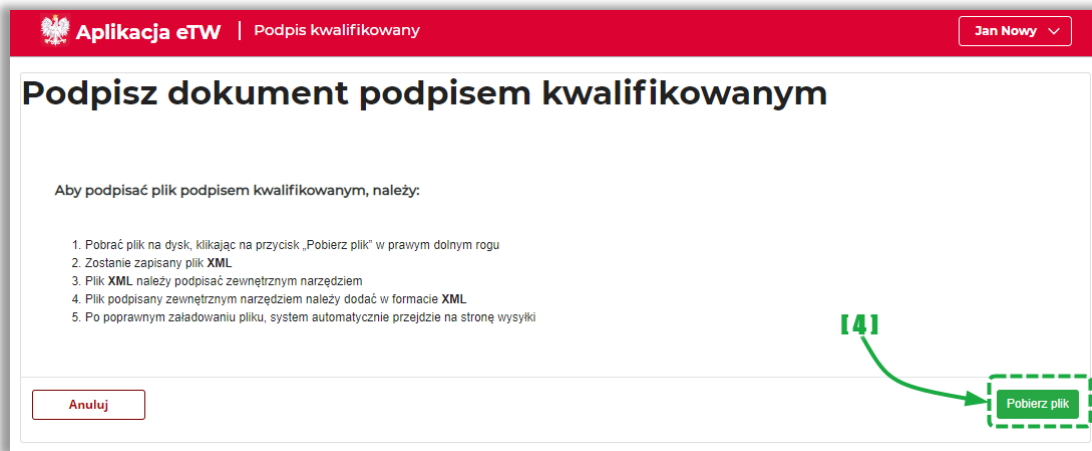 Aplikacja eTW | Podpis kwalifikowany
Jan Nowy
Podpisz dokument podpisem kwalifikowanym
Aby podpisać plik podpisem kwalifikowanym, należy:
1. Pobrać plik na dysk, klikając na przycisk „Pobierz plik" w prawym dolnym rogu
2. Zostanie zapisany plik XML
3. Plik XML należy podpisać zewnętrznym narzędziem
4. Plik podpisany zewnętrznym narzędziem należy dodać w formacie XML
5. Po poprawnym załadowaniu pliku, system automatycznie przejdzie na stronę wysyłki
[4]
Anuluj
Pobierz plik